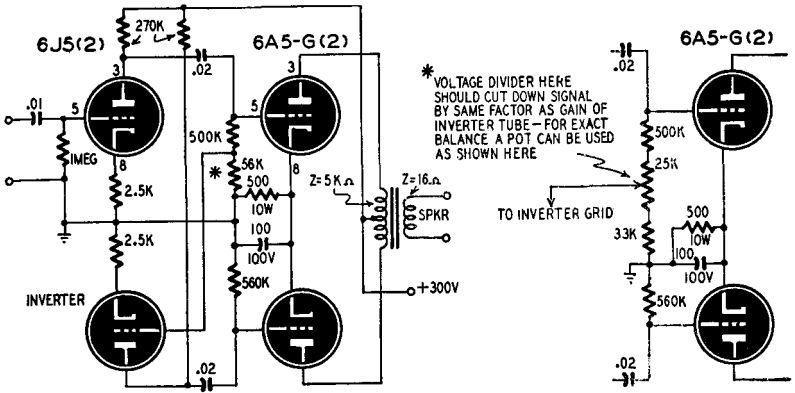 270K
6J5(2)
6A5-G(2)
3
.02
3
.01
5
5
1MEG
500K
8
*
56K
8
2.5K
500
10W
Z=5KΩ
Z=16Ω
SPKR
2.5K
100
100V
560K
INVERTER
+300V
.02
6A5-G(2)
.02
*VOLTAGE DIVIDER HERE
SHOULD CUT DOWN SIGNAL
BY SAME FACTOR AS GAIN OF
INVERTER TUBE—FOR EXACT
BALANCE A POT CAN BE USED
AS SHOWN HERE
500K
25K
TO INVERTER GRID
33K
500
10W
100
100V
560K
.02